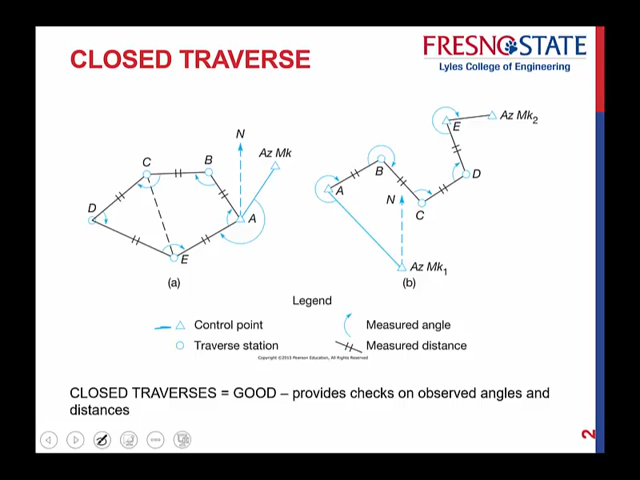 CLOSED TRAVERSE
FRESNO STATE
Lyles College of Engineering
N
Az Mk
C
B
D
A
E
(a)
E
Az Mk2
B
A
D
N
C
Az Mk1
(b)
Legend
Control point
Measured angle
Traverse station
Measured distance
Copyright ©2015 Pearson Education, All Rights Reserved
CLOSED TRAVERSES = GOOD – provides checks on observed angles and
distances
2